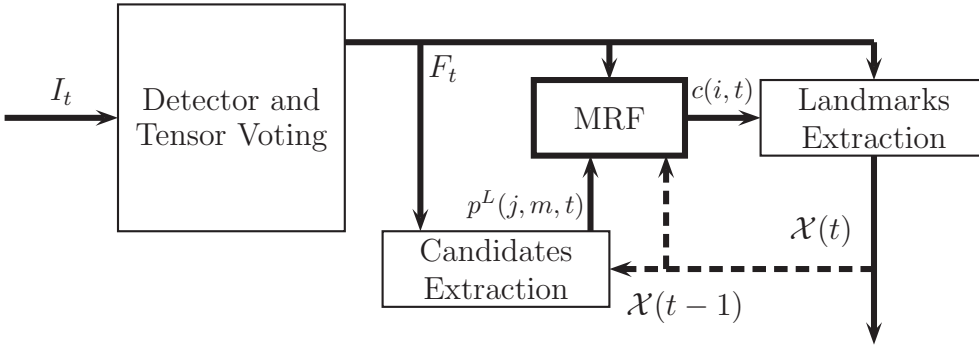 I_t
Detector and
Tensor Voting
F_t
MRF
c(i, t)
Landmarks
Extraction
p^L(j, m, t)
Candidates
Extraction
𝒳(t)
𝒳(t − 1)